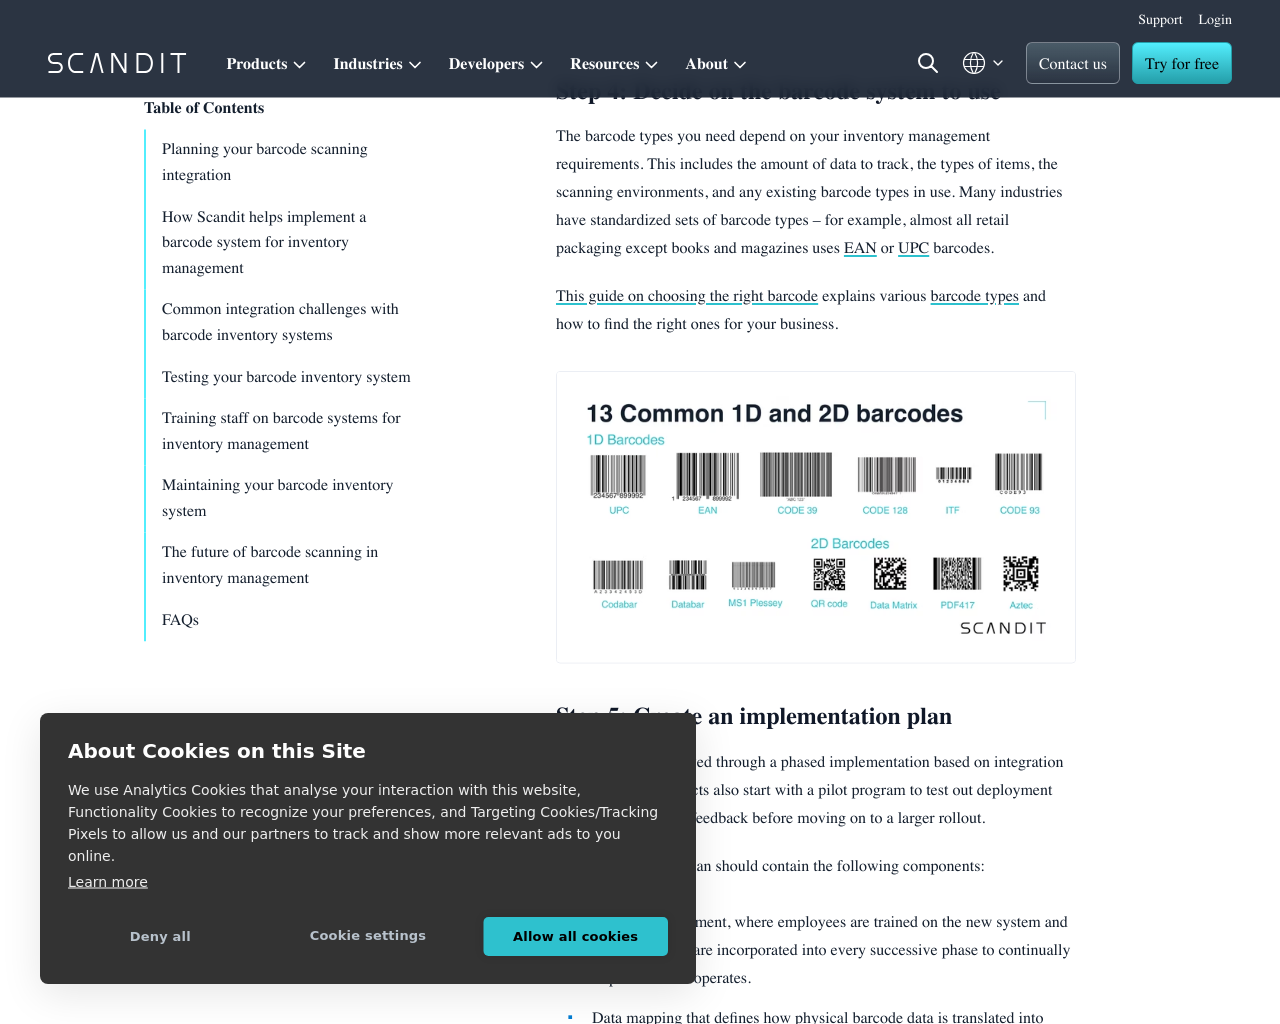 Support Login
SCANDIT Products Industries Developers Resources About Contact us Try for free
Step 4: Decide on the barcode system to use
Table of Contents
Planning your barcode scanning
integration
How Scandit helps implement a
barcode system for inventory
management
Common integration challenges with
barcode inventory systems
Testing your barcode inventory system
Training staff on barcode systems for
inventory management
Maintaining your barcode inventory
system
The future of barcode scanning in
inventory management
FAQs
The barcode types you need depend on your inventory management
requirements. This includes the amount of data to track, the types of items, the
scanning environments, and any existing barcode types in use. Many industries
have standardized sets of barcode types – for example, almost all retail
packaging except books and magazines uses EAN or UPC barcodes.
This guide on choosing the right barcode explains various barcode types and
how to find the right ones for your business.
13 Common 1D and 2D barcodes
1D Barcodes
UPC EAN CODE 39 CODE 128 ITF CODE 93
2D Barcodes
Codabar Databar MS1 Plessey QR code Data Matrix PDF417 Aztec
SCANDIT
Step 5: Create an implementation plan
through a phased implementation based on integration
also start with a pilot program to test out deployment
before moving on to a larger rollout.
should contain the following components:
where employees are trained on the new system and
are incorporated into every successive phase to continually
operates.
Data mapping that defines how physical barcode data is translated into
About Cookies on this Site
We use Analytics Cookies that analyse your interaction with this website,
Functionality Cookies to recognize your preferences, and Targeting Cookies/Tracking
Pixels to allow us and our partners to track and show more relevant ads to you
online.
Learn more
Deny all Cookie settings Allow all cookies